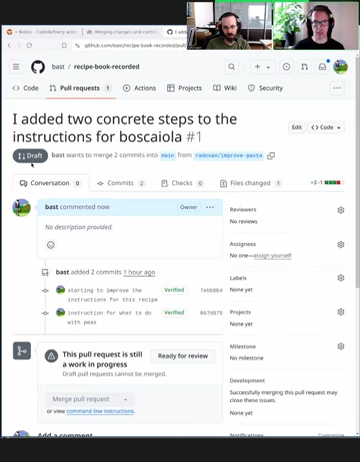 Notes - CodeRefinery work
Merging changes and contri
github.com/bast/recipe-book-recorded/pull/
bast / recipe-book-recorded
Code
Pull requests 1
Actions
Projects
Wiki
Security
I added two concrete steps to the
instructions for boscaiola #1
Edit
Code
Draft
bast wants to merge 2 commits into main from radovan/improve-pasta
Conversation 0
Commits 2
Checks 0
Files changed 1
+3 -1
bast commented now
Owner
No description provided.
bast added 2 commits 1 hour ago
starting to improve the
instructions for this recipe
Verified
instruction for what to do
with peas
Verified
This pull request is still
a work in progress
Draft pull requests cannot be merged.
Ready for review
Merge pull request
or view command line instructions.
Add a comment
Reviewers
No reviews
Assignees
No one—assign yourself
Labels
None yet
Projects
None yet
Milestone
No milestone
Development
Successfully merging this pull request may
close these issues.
None yet
Notifications
Customize